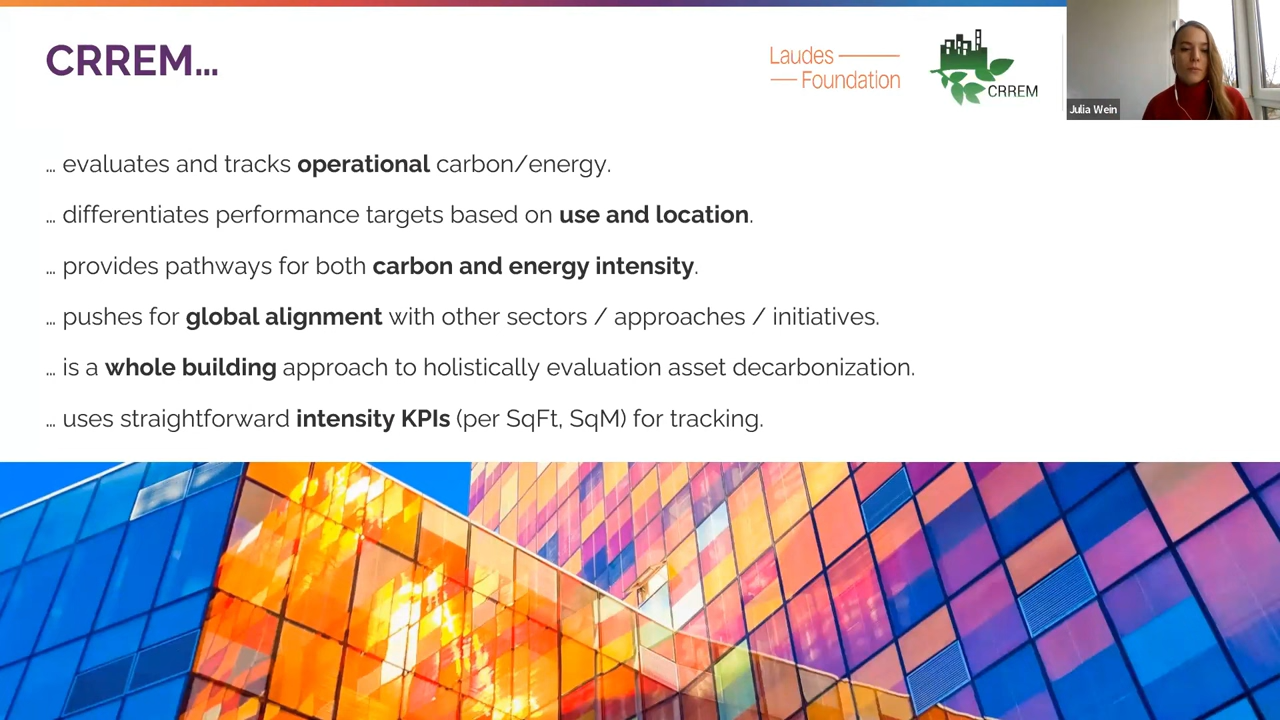 CRREM...
Laudes
Foundation
CRREM
Julia Wein
... evaluates and tracks operational carbon/energy.
... differentiates performance targets based on use and location.
... provides pathways for both carbon and energy intensity.
... pushes for global alignment with other sectors / approaches / initiatives.
... is a whole building approach to holistically evaluation asset decarbonization.
... uses straightforward intensity KPIs (per SqFt, SqM) for tracking.